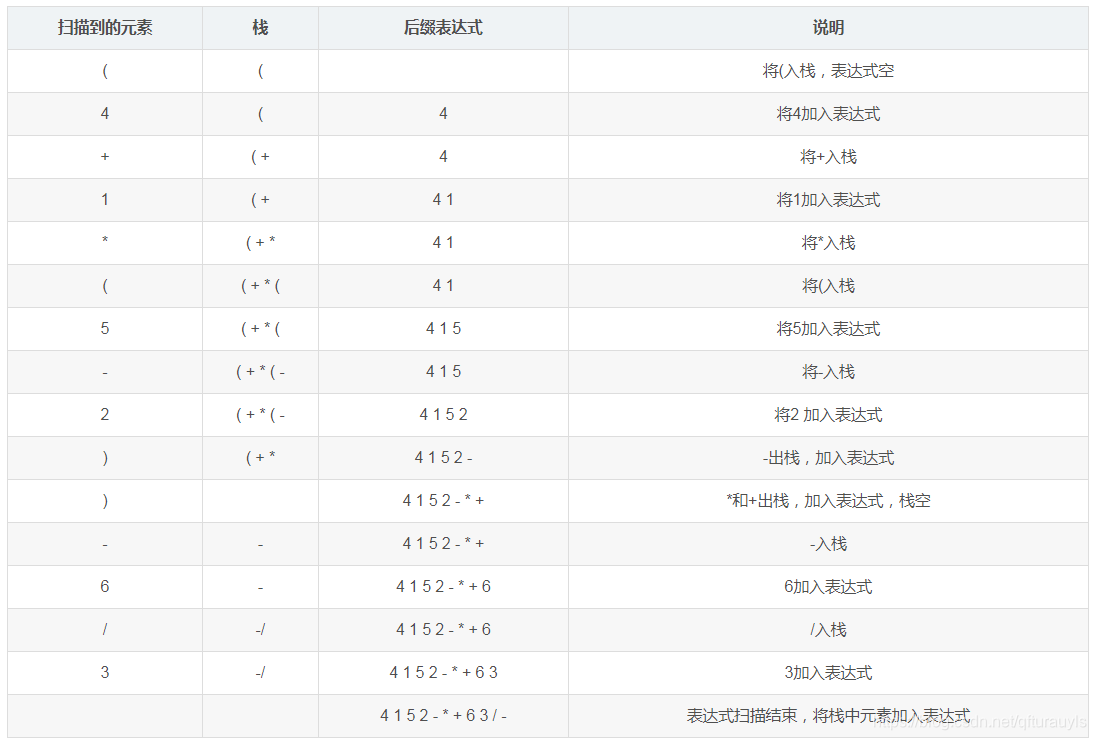 扫描到的元素 栈 后缀表达式 说明
( ( 将(入栈，表达式空
4 ( 4 将4加入表达式
+ ( + 4 将+入栈
1 ( + 4 1 将1加入表达式
* ( + * 4 1 将*入栈
( ( + * ( 4 1 将(入栈
5 ( + * ( 4 1 5 将5加入表达式
- ( + * ( - 4 1 5 将-入栈
2 ( + * ( - 4 1 5 2 将2 加入表达式
) ( + * 4 1 5 2 - -出栈，加入表达式
) 4 1 5 2 - * + *和+出栈，加入表达式，栈空
- - 4 1 5 2 - * + -入栈
6 - 4 1 5 2 - * + 6 6加入表达式
/ -/ 4 1 5 2 - * + 6 /入栈
3 -/ 4 1 5 2 - * + 6 3 3加入表达式
4 1 5 2 - * + 6 3 / - 表达式扫描结束，将栈中元素加入表达式
https://blog.csdn.net/qfturauyls